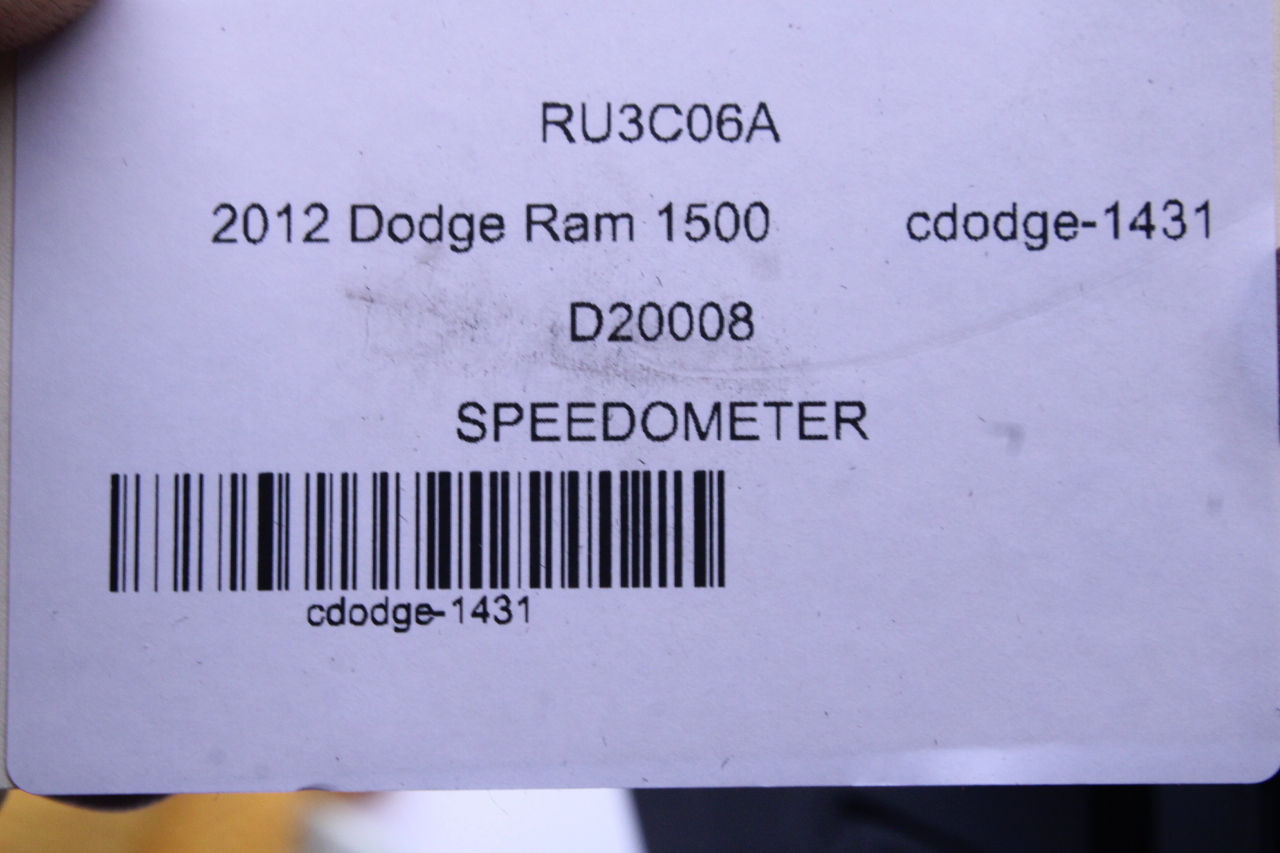 RU3C06A
2012 Dodge Ram 1500 cdodge-1431
D20008
SPEEDOMETER
cdodge-1431